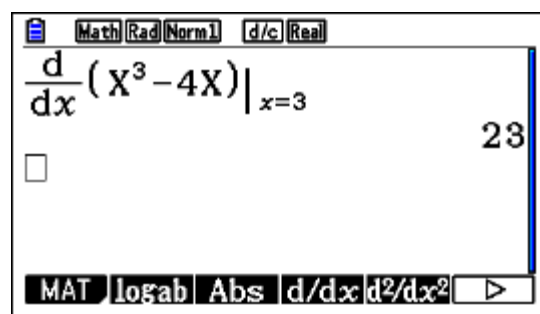 Math Rad Norm1 d/c Real
d/dx(X³−4X)|x=3
23
MAT logab Abs d/dx d²/dx² ▷